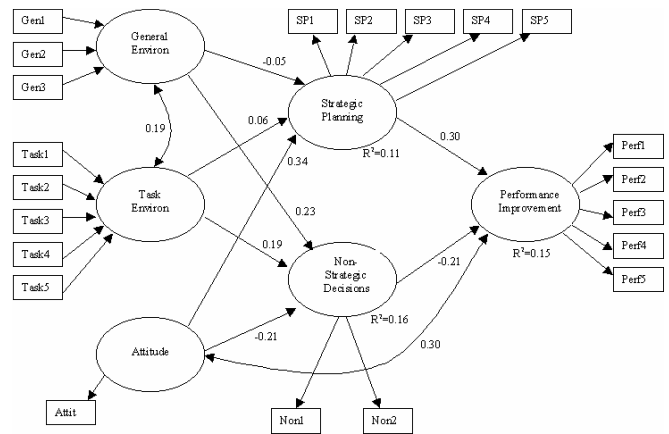 Gen1
Gen2
Gen3
General
Environ
SP1
SP2
SP3
SP4
SP5
-0.05
Strategic
Planning
R²=0.11
0.19
0.06
0.34
0.30
Task1
Task2
Task3
Task4
Task5
Task
Environ
0.23
0.19
Performance
Improvement
R²=0.15
Perf1
Perf2
Perf3
Perf4
Perf5
Non-
Strategic
Decisions
R²=0.16
-0.21
Attitude
-0.21
0.30
Attit
Non1
Non2